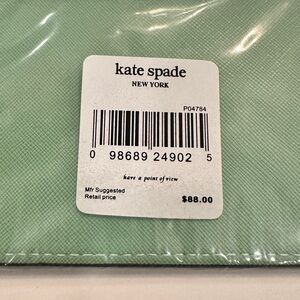 kate spade
NEW YORK
P04784
0 98689 24902 5
have a point of view
Mfr Suggested
Retail price $88.00